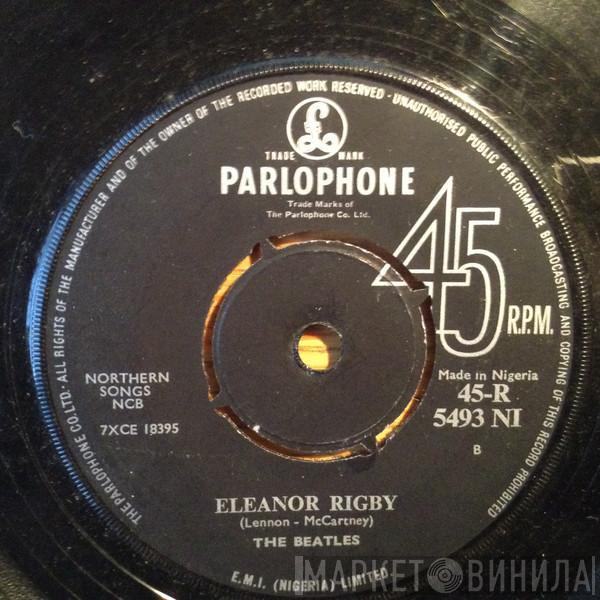 THE PARLOPHONE CO. LTD. · ALL RIGHTS OF THE MANUFACTURER AND OF THE OWNER OF THE RECORDED WORK RESERVED · UNAUTHORISED PUBLIC PERFORMANCE BROADCASTING AND COPYING OF THIS RECORD PROHIBITED
£
TRADE MARK
PARLOPHONE
Trade Marks of
The Parlophone Co. Ltd.
45
R.P.M.
Made in Nigeria
45-R
5493 NI
B
NORTHERN
SONGS
NCB
7XCE 18395
ELEANOR RIGBY
(Lennon - McCartney)
THE BEATLES
E.M.I. (NIGERIA) LIMITED
МАРКЕТ ВИНИЛА